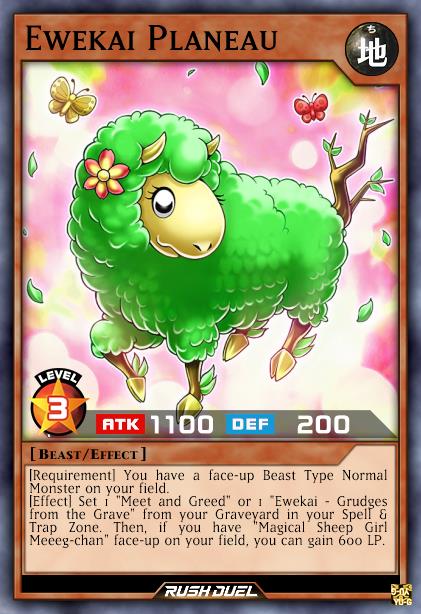 Ewekai Planeau
ち
地
LEVEL
3
ATK 1100 DEF 200
[Beast/Effect]
[Requirement] You have a face-up Beast Type Normal
Monster on your field.
[Effect] Set 1 "Meet and Greed" or 1 "Ewekai - Grudges
from the Grave" from your Graveyard in your Spell &
Trap Zone. Then, if you have "Magical Sheep Girl
Meeeg-chan" face-up on your field, you can gain 600 LP.
RUSH DUEL